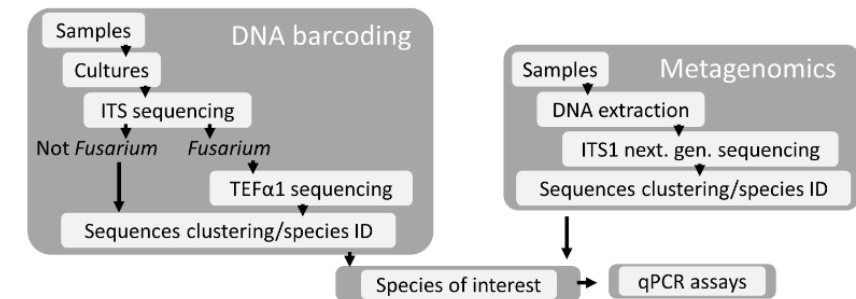 DNA barcoding
Samples
Cultures
ITS sequencing
Not Fusarium
Fusarium
TEFα1 sequencing
Sequences clustering/species ID
Metagenomics
Samples
DNA extraction
ITS1 next. gen. sequencing
Sequences clustering/species ID
Species of interest
qPCR assays